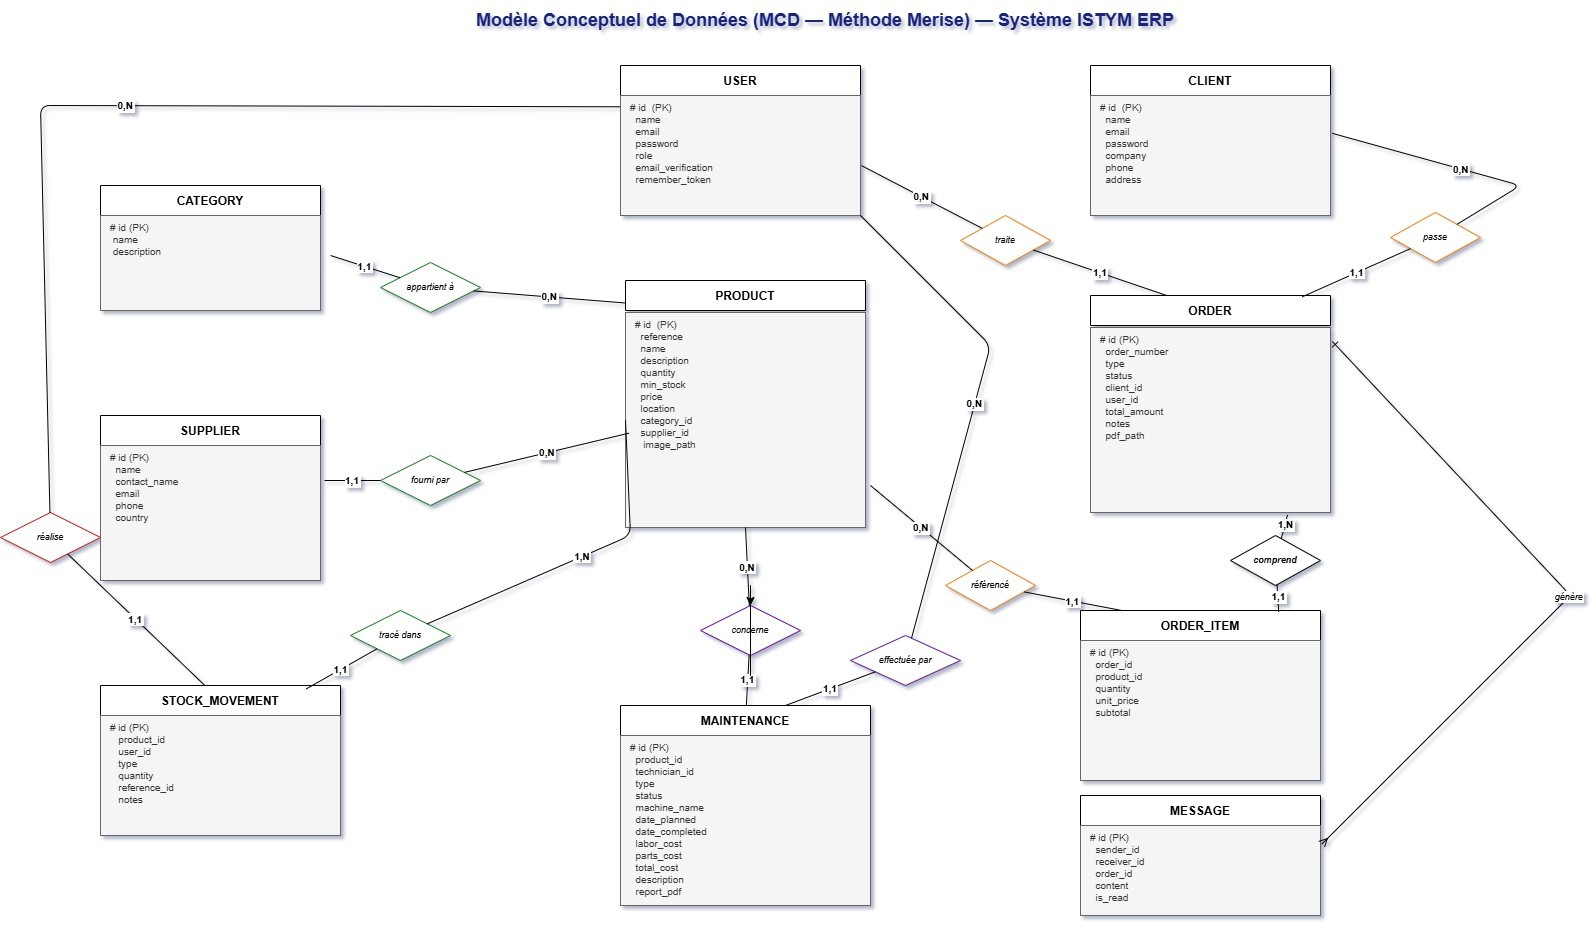 Modèle Conceptuel de Données (MCD — Méthode Merise) — Système ISTYM ERP
USER
# id (PK)
name
email
password
role
email_verification
remember_token
CLIENT
# id (PK)
name
email
password
company
phone
address
0,N
0,N
0,N
CATEGORY
# id (PK)
name
description
traite
passe
1,1
appartient à
0,N
1,1
1,1
PRODUCT
# id (PK)
reference
name
description
quantity
min_stock
price
location
category_id
supplier_id
image_path
ORDER
# id (PK)
order_number
type
status
client_id
user_id
total_amount
notes
pdf_path
0,N
SUPPLIER
# id (PK)
name
contact_name
email
phone
country
1,1
fourni par
0,N
réalise
1,N
0,N
0,N
1,N
comprend
1,1
génère
référencé
1,1
1,1
tracé dans
1,1
concerne
1,1
effectuée par
1,1
ORDER_ITEM
# id (PK)
order_id
product_id
quantity
unit_price
subtotal
STOCK_MOVEMENT
# id (PK)
product_id
user_id
type
quantity
reference_id
notes
MAINTENANCE
# id (PK)
product_id
technician_id
type
status
machine_name
date_planned
date_completed
labor_cost
parts_cost
total_cost
description
report_pdf
MESSAGE
# id (PK)
sender_id
receiver_id
order_id
content
is_read